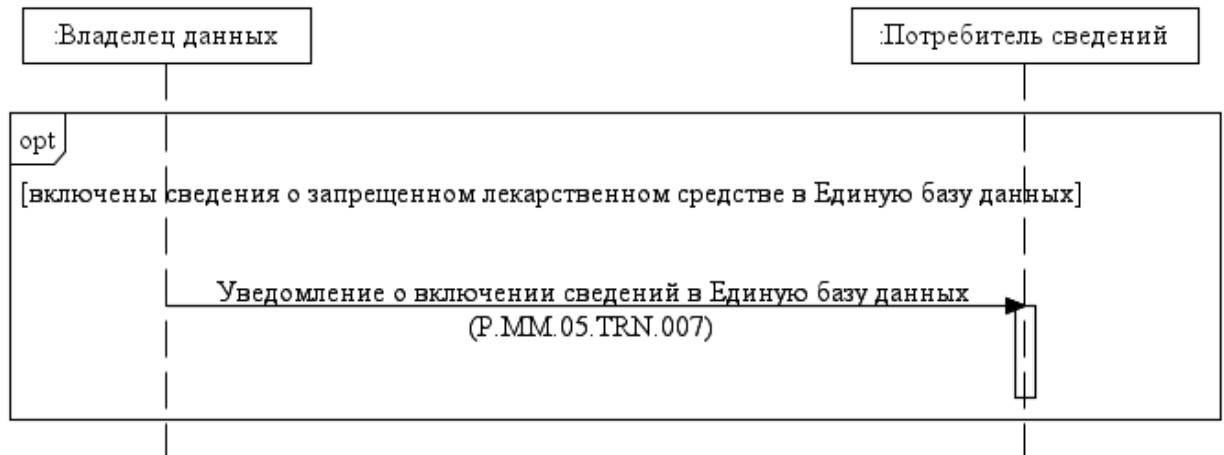 :Владелец данных
:Потребитель сведений
opt
[включены сведения о запрещенном лекарственном средстве в Единую базу данных]
Уведомление о включении сведений в Единую базу данных
(P.MM.05.TRN.007)